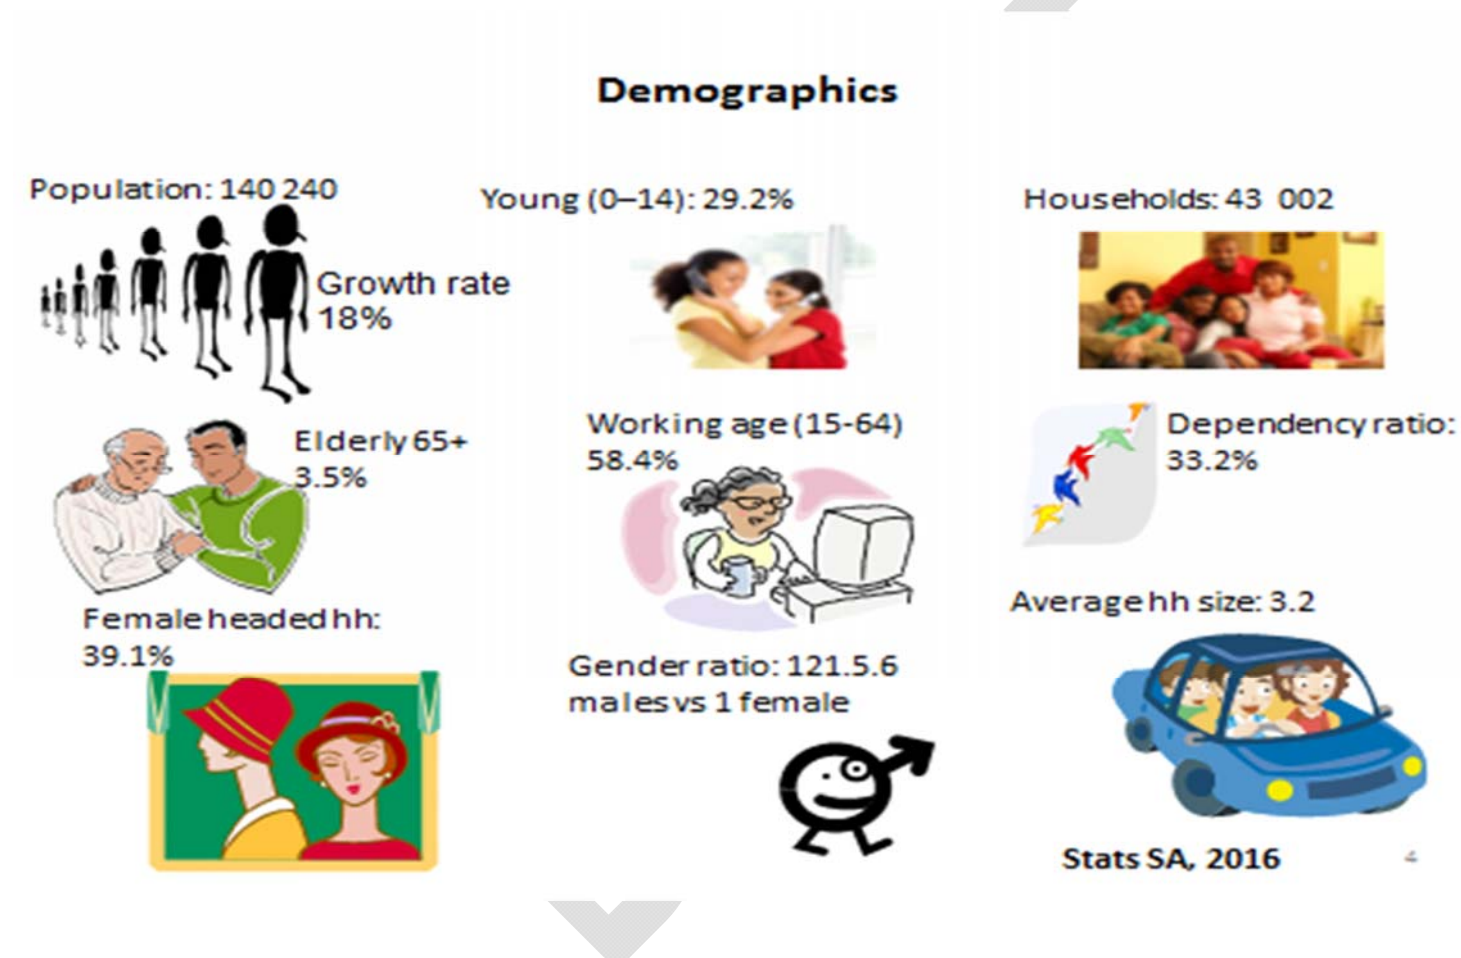 Demographics
Population: 140 240
Growth rate
18%
Young (0–14): 29.2%
Households: 43 002
Elderly 65+
3.5%
Working age (15-64)
58.4%
Dependency ratio:
33.2%
Female headed hh:
39.1%
Gender ratio: 121.5.6
males vs 1 female
Average hh size: 3.2
Stats SA, 2016
4